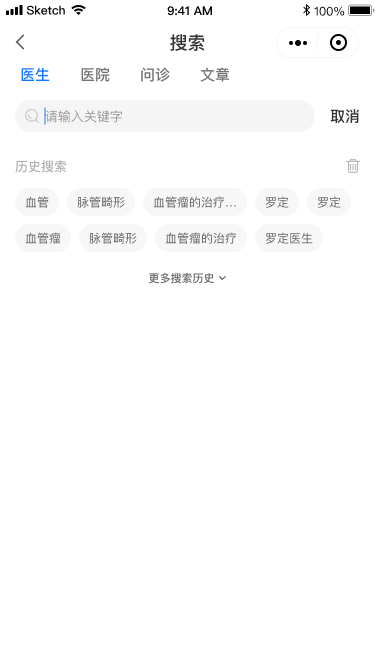 Sketch 9:41 AM 100%
搜索
医生 医院 问诊 文章
请输入关键字 取消
历史搜索
血管 脉管畸形 血管瘤的治疗... 罗定 罗定
血管瘤 脉管畸形 血管瘤的治疗 罗定医生
更多搜索历史